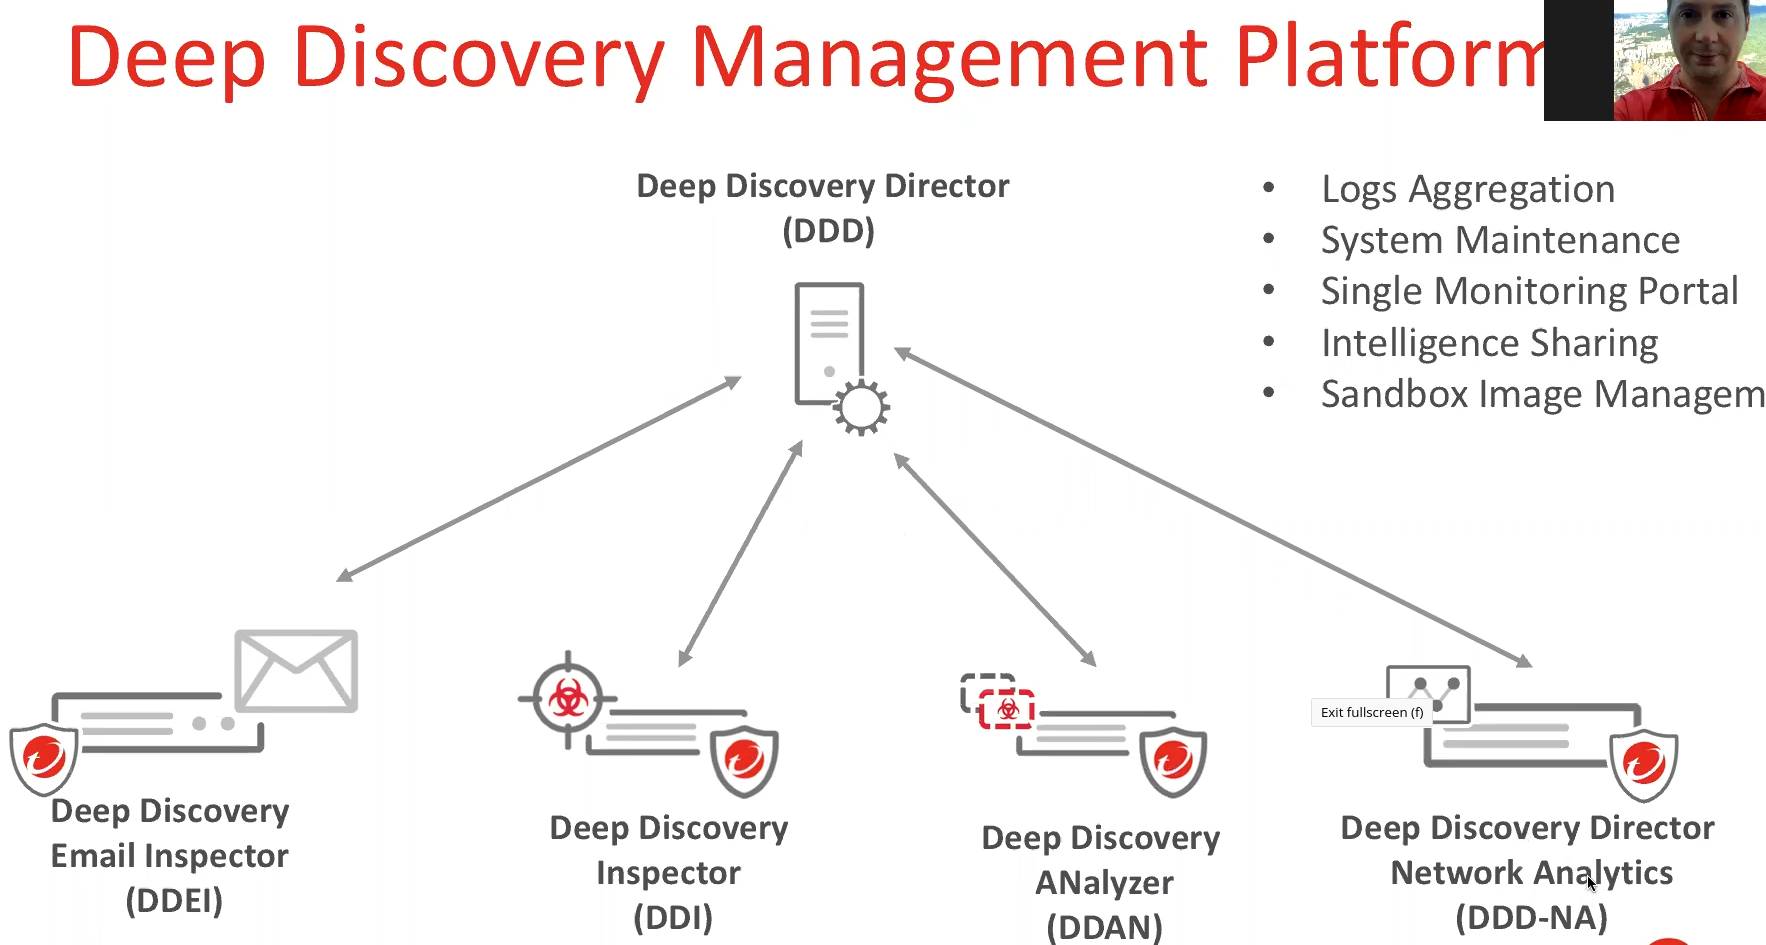 Deep Discovery Management Platform
Deep Discovery Director
(DDD)
• Logs Aggregation
• System Maintenance
• Single Monitoring Portal
• Intelligence Sharing
• Sandbox Image Managem
Exit fullscreen (f)
Deep Discovery
Email Inspector
(DDEI)
Deep Discovery
Inspector
(DDI)
Deep Discovery
ANalyzer
(DDAN)
Deep Discovery Director
Network Analytics
(DDD-NA)